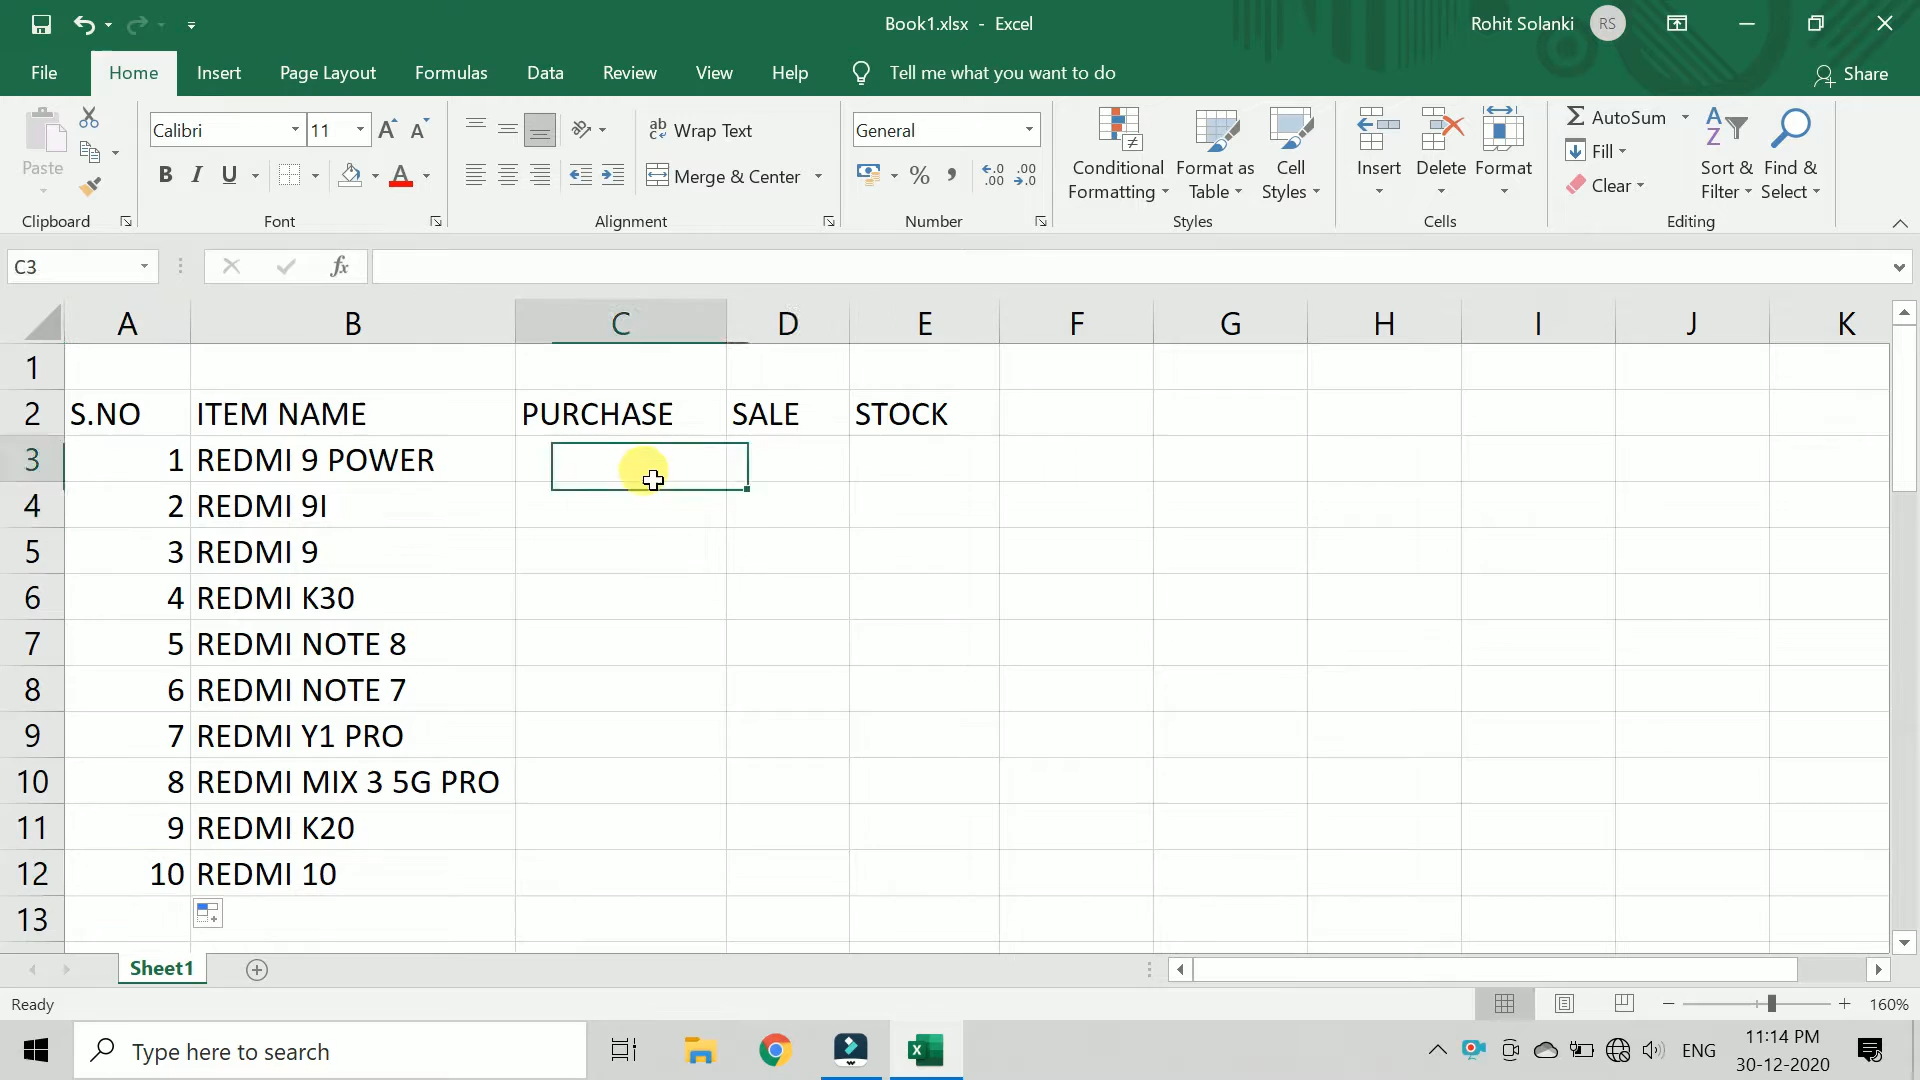 Book1.xlsx - Excel
Rohit Solanki
RS
File Home Insert Page Layout Formulas Data Review View Help Tell me what you want to do Share
Paste
Clipboard
Calibri 11
B I U
Font
Wrap Text
Merge & Center
Alignment
General
Number
Conditional Formatting
Format as Table
Cell Styles
Styles
Insert Delete Format
Cells
AutoSum
Fill
Clear
Sort & Filter
Find & Select
Editing
C3
fx
A B C D E F G H I J K
1
2 S.NO ITEM NAME PURCHASE SALE STOCK
3 1 REDMI 9 POWER
4 2 REDMI 9I
5 3 REDMI 9
6 4 REDMI K30
7 5 REDMI NOTE 8
8 6 REDMI NOTE 7
9 7 REDMI Y1 PRO
10 8 REDMI MIX 3 5G PRO
11 9 REDMI K20
12 10 REDMI 10
13
Sheet1
Ready
160%
Type here to search
ENG
11:14 PM
30-12-2020